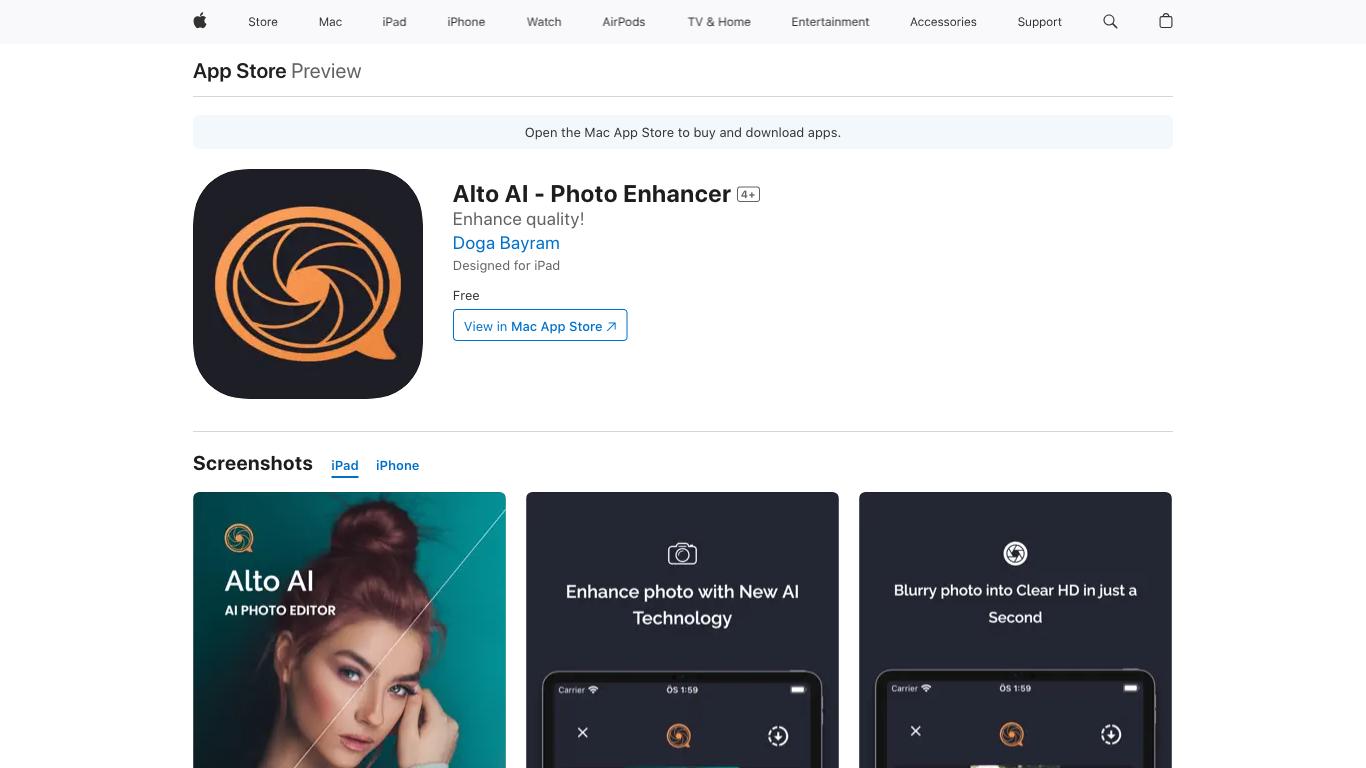 Store Mac iPad iPhone Watch AirPods TV & Home Entertainment Accessories Support
App Store Preview
Open the Mac App Store to buy and download apps.
Alto AI - Photo Enhancer 4+
Enhance quality!
Doga Bayram
Designed for iPad
Free
View in Mac App Store
Screenshots iPad iPhone
Alto AI
AI PHOTO EDITOR
Enhance photo with New AI
Technology
Carrier ÖS 1:59
Blurry photo into Clear HD in just a
Second
Carrier ÖS 1:59